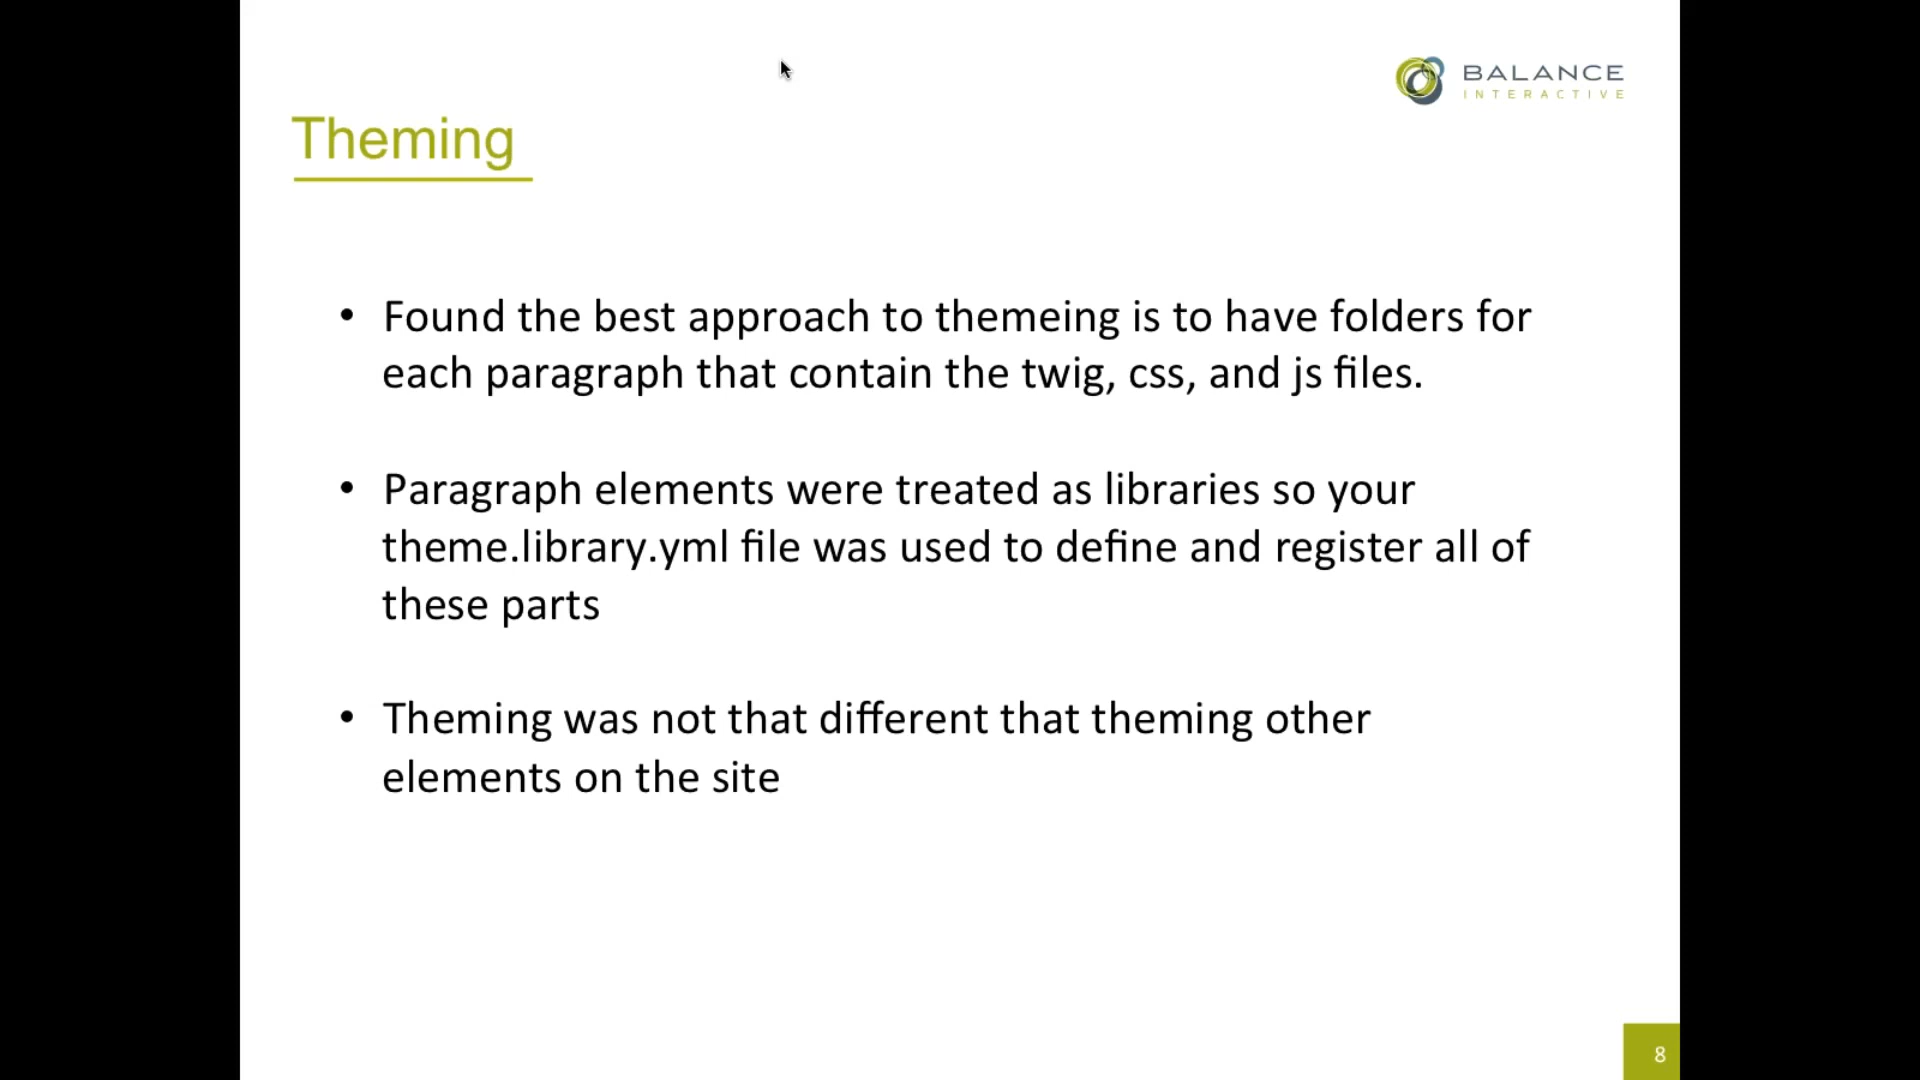 BALANCE
INTERACTIVE
Theming
• Found the best approach to themeing is to have folders for
each paragraph that contain the twig, css, and js files.
• Paragraph elements were treated as libraries so your
theme.library.yml file was used to define and register all of
these parts
• Theming was not that different that theming other
elements on the site
8